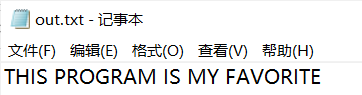 out.txt - 记事本
文件(F) 编辑(E) 格式(O) 查看(V) 帮助(H)
THIS PROGRAM IS MY FAVORITE